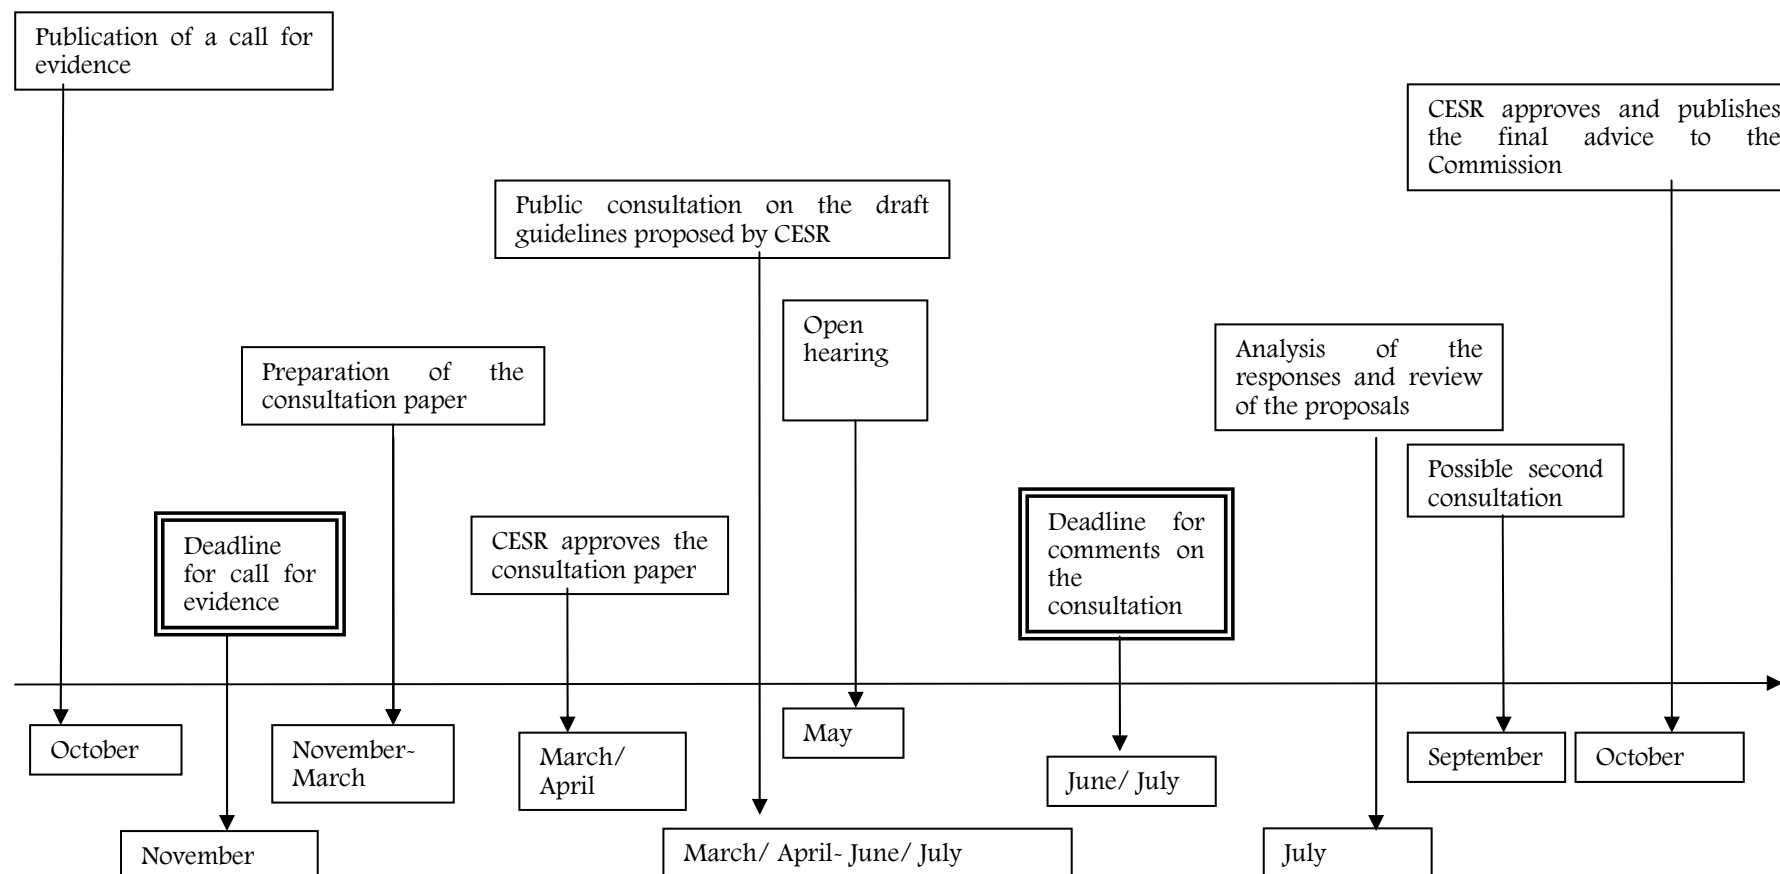 Publication of a call for
evidence
CESR approves and publishes
the final advice to the
Commission
Public consultation on the draft
guidelines proposed by CESR
Open
hearing
Analysis of the
responses and review
of the proposals
Preparation of the
consultation paper
Possible second
consultation
Deadline
for call for
evidence
CESR approves the
consultation paper
Deadline for
comments on
the
consultation
October
November-
March
March/
April
May
June/ July
September
October
November
March/ April- June/ July
July